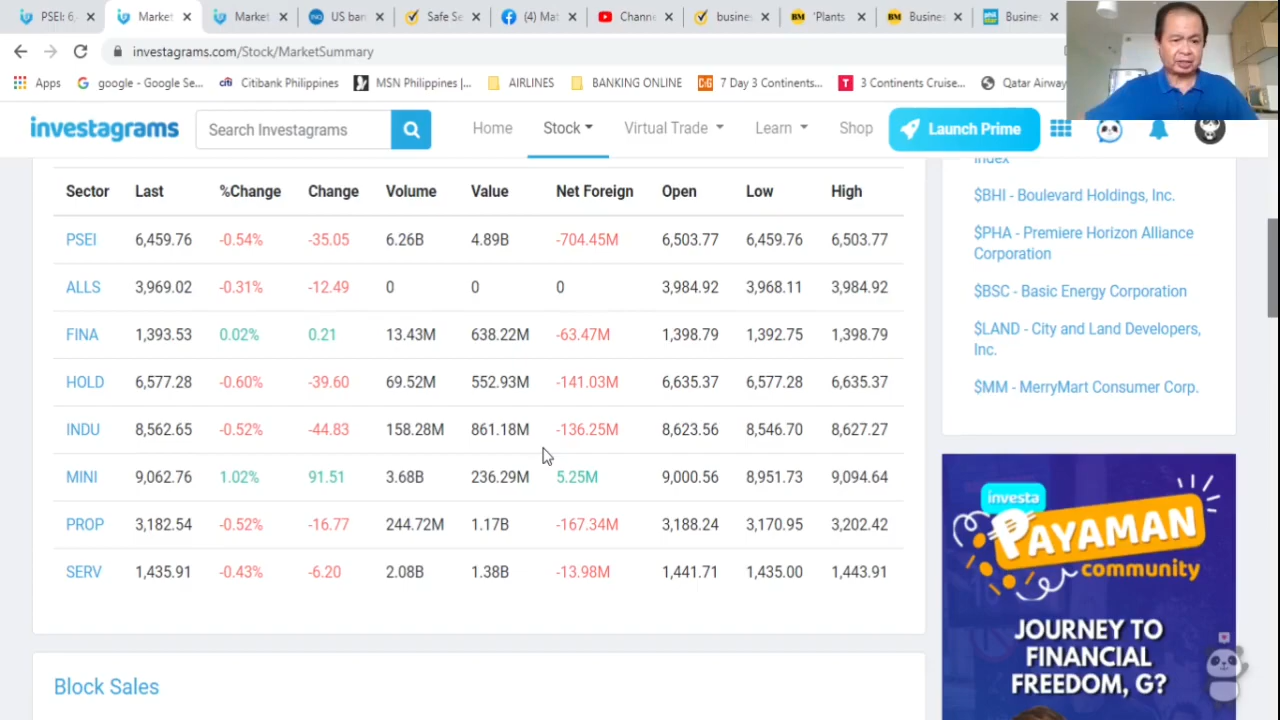 PSEI: 6,4
Market
Market
US ban
Safe Se
(4) Mat
Channe
busines
'Plants
Busines
Busines
investagrams.com/Stock/MarketSummary
Apps google - Google Se... Citibank Philippines MSN Philippines |... AIRLINES BANKING ONLINE 7 Day 3 Continents... 3 Continents Cruise... Qatar Airway
investagrams Search Investagrams Home Stock Virtual Trade Learn Shop Launch Prime
Sector Last %Change Change Volume Value Net Foreign Open Low High
PSEI 6,459.76 -0.54% -35.05 6.26B 4.89B -704.45M 6,503.77 6,459.76 6,503.77
ALLS 3,969.02 -0.31% -12.49 0 0 0 3,984.92 3,968.11 3,984.92
FINA 1,393.53 0.02% 0.21 13.43M 638.22M -63.47M 1,398.79 1,392.75 1,398.79
HOLD 6,577.28 -0.60% -39.60 69.52M 552.93M -141.03M 6,635.37 6,577.28 6,635.37
INDU 8,562.65 -0.52% -44.83 158.28M 861.18M -136.25M 8,623.56 8,546.70 8,627.27
MINI 9,062.76 1.02% 91.51 3.68B 236.29M 5.25M 9,000.56 8,951.73 9,094.64
PROP 3,182.54 -0.52% -16.77 244.72M 1.17B -167.34M 3,188.24 3,170.95 3,202.42
SERV 1,435.91 -0.43% -6.20 2.08B 1.38B -13.98M 1,441.71 1,435.00 1,443.91
Block Sales
Index
$BHI - Boulevard Holdings, Inc.
$PHA - Premiere Horizon Alliance
Corporation
$BSC - Basic Energy Corporation
$LAND - City and Land Developers,
Inc.
$MM - MerryMart Consumer Corp.
investa
PAYAMAN
community
JOURNEY TO
FINANCIAL
FREEDOM, G?